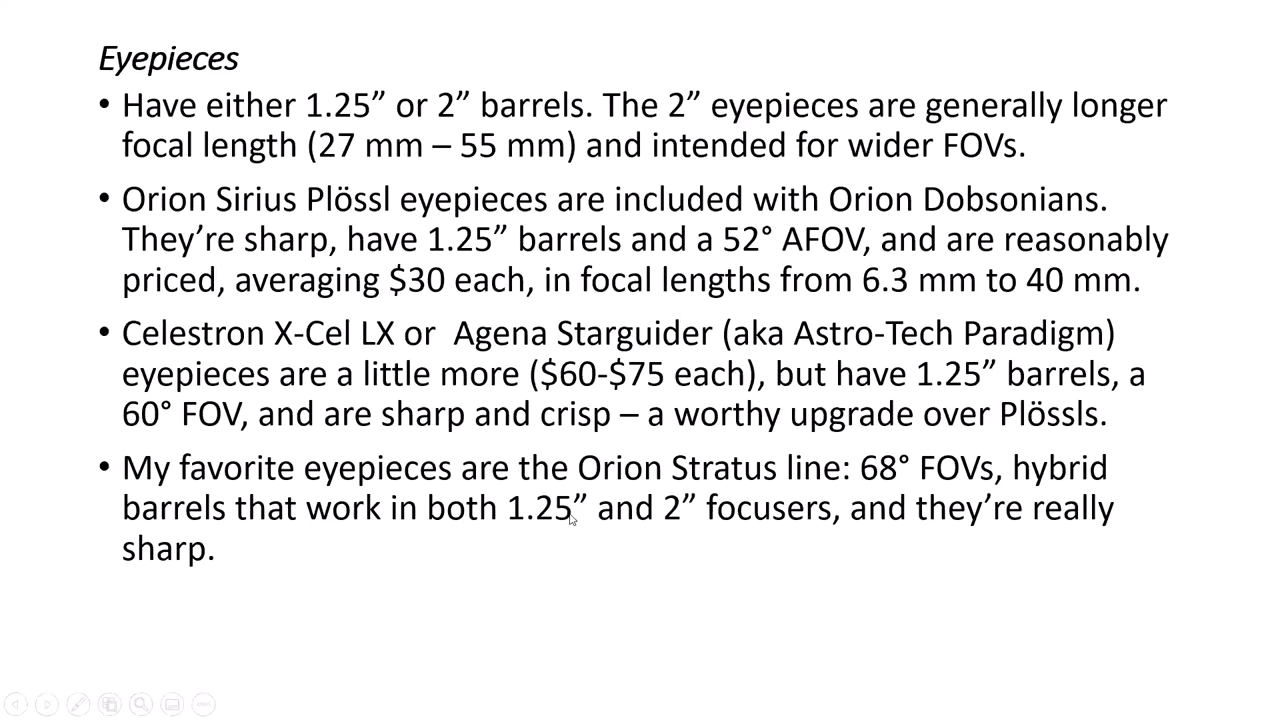 Eyepieces
• Have either 1.25” or 2” barrels. The 2” eyepieces are generally longer
focal length (27 mm – 55 mm) and intended for wider FOVs.
• Orion Sirius Plössl eyepieces are included with Orion Dobsonians.
They’re sharp, have 1.25” barrels and a 52° AFOV, and are reasonably
priced, averaging $30 each, in focal lengths from 6.3 mm to 40 mm.
• Celestron X-Cel LX or  Agena Starguider (aka Astro-Tech Paradigm)
eyepieces are a little more ($60-$75 each), but have 1.25” barrels, a
60° FOV, and are sharp and crisp – a worthy upgrade over Plössls.
• My favorite eyepieces are the Orion Stratus line: 68° FOVs, hybrid
barrels that work in both 1.25” and 2” focusers, and they’re really
sharp.